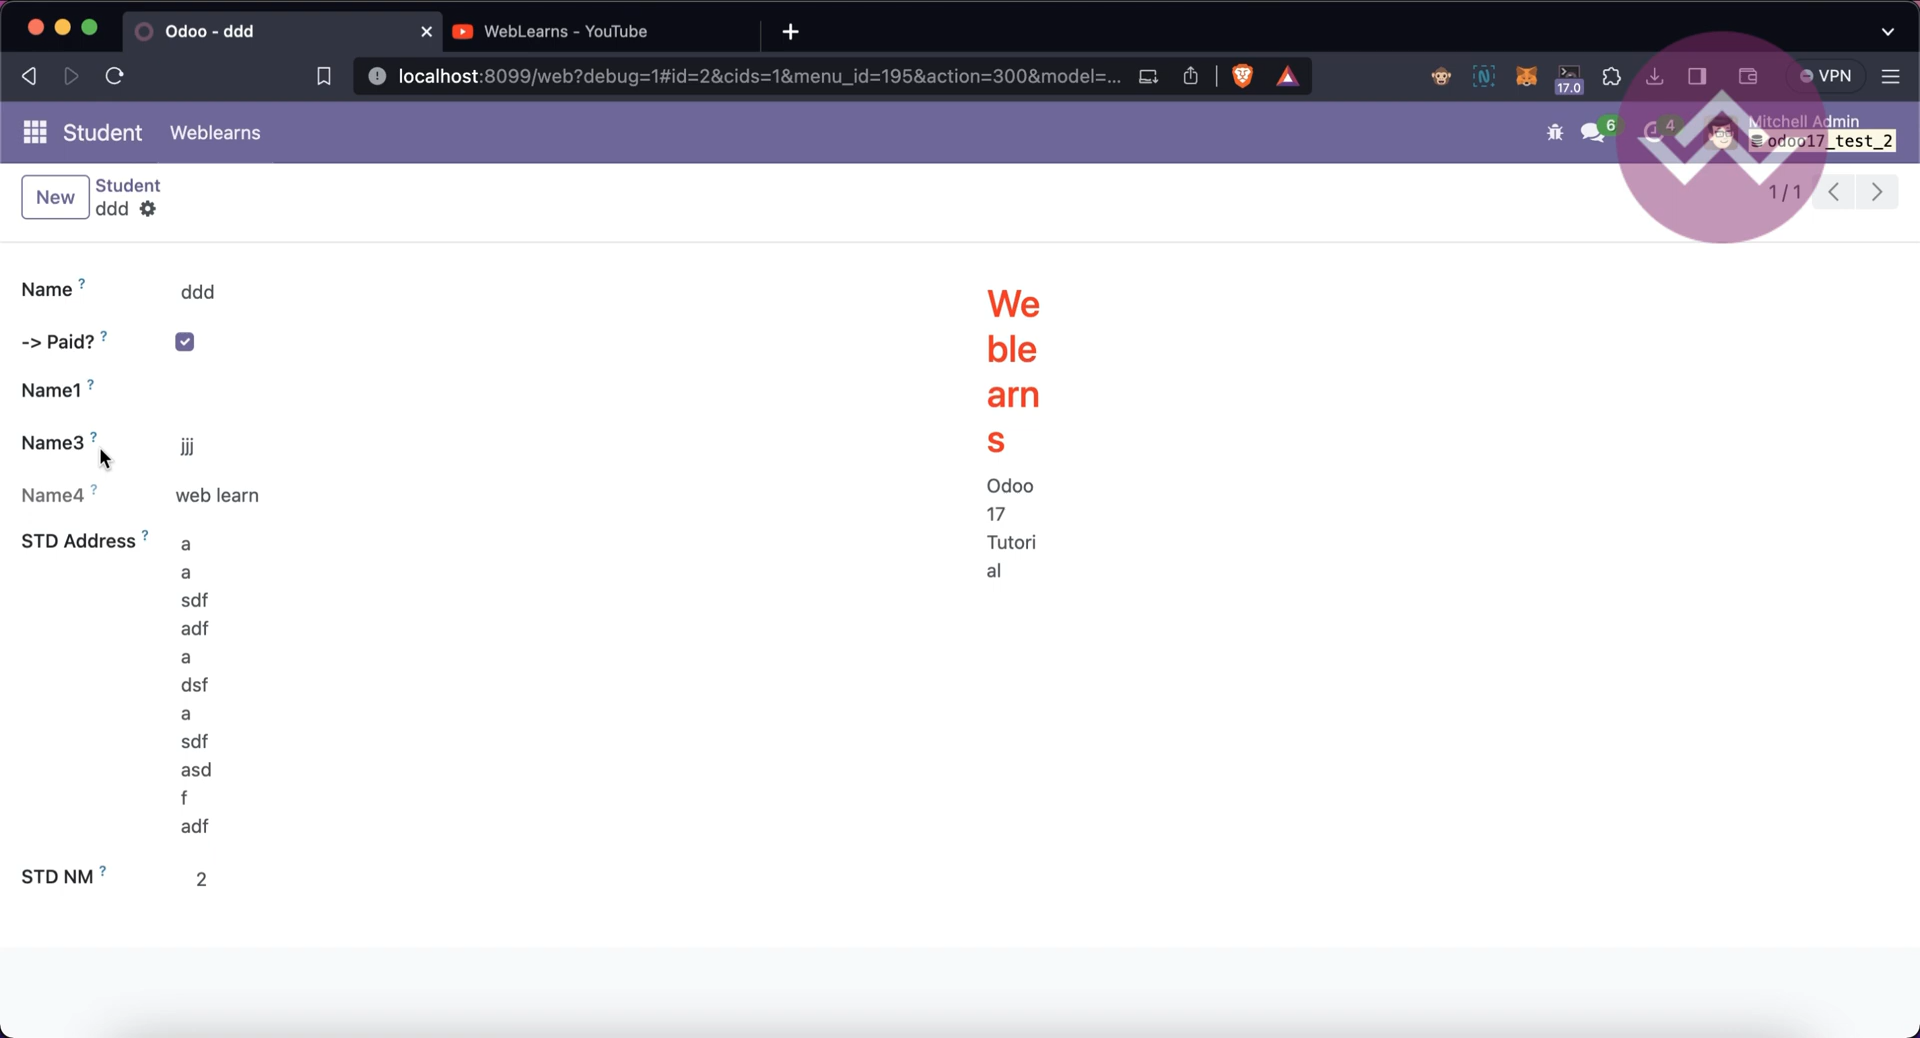 Odoo - ddd
WebLearns - YouTube
localhost:8099/web?debug=1#id=2&cids=1&menu_id=195&action=300&model=...
17.0
VPN
Student
Weblearns
6
4
Mitchell Admin
odoo17_test_2
New
Student
ddd
1 / 1
Name ?
ddd
-> Paid? ?
Name1 ?
Name3 ?
jjj
Name4 ?
web learn
STD Address ?
a
a
sdf
adf
a
dsf
a
sdf
asd
f
adf
STD NM ?
2
We
ble
arn
s
Odoo
17
Tutori
al